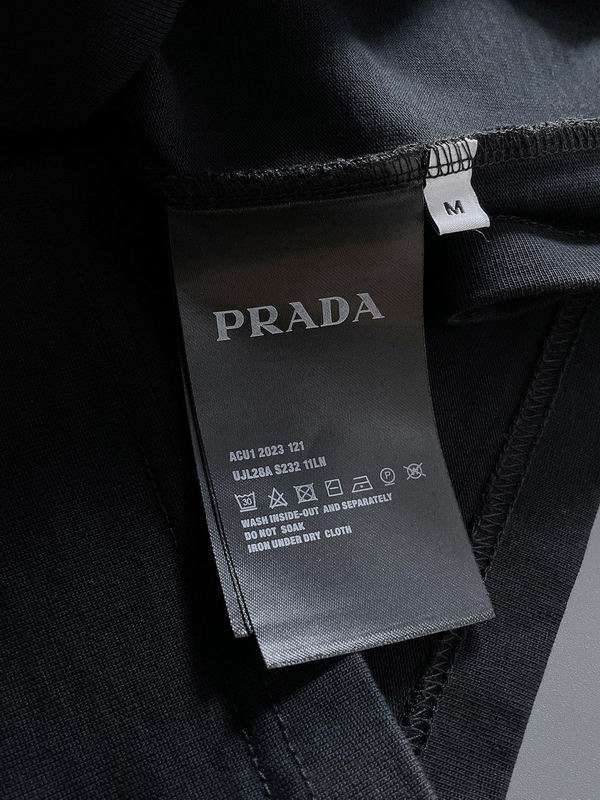 M
PRADA
ACU1 2023 121
UJL28A S232 11LN
30 P W
WASH INSIDE-OUT AND SEPARATELY
DO NOT SOAK
IRON UNDER DRY CLOTH